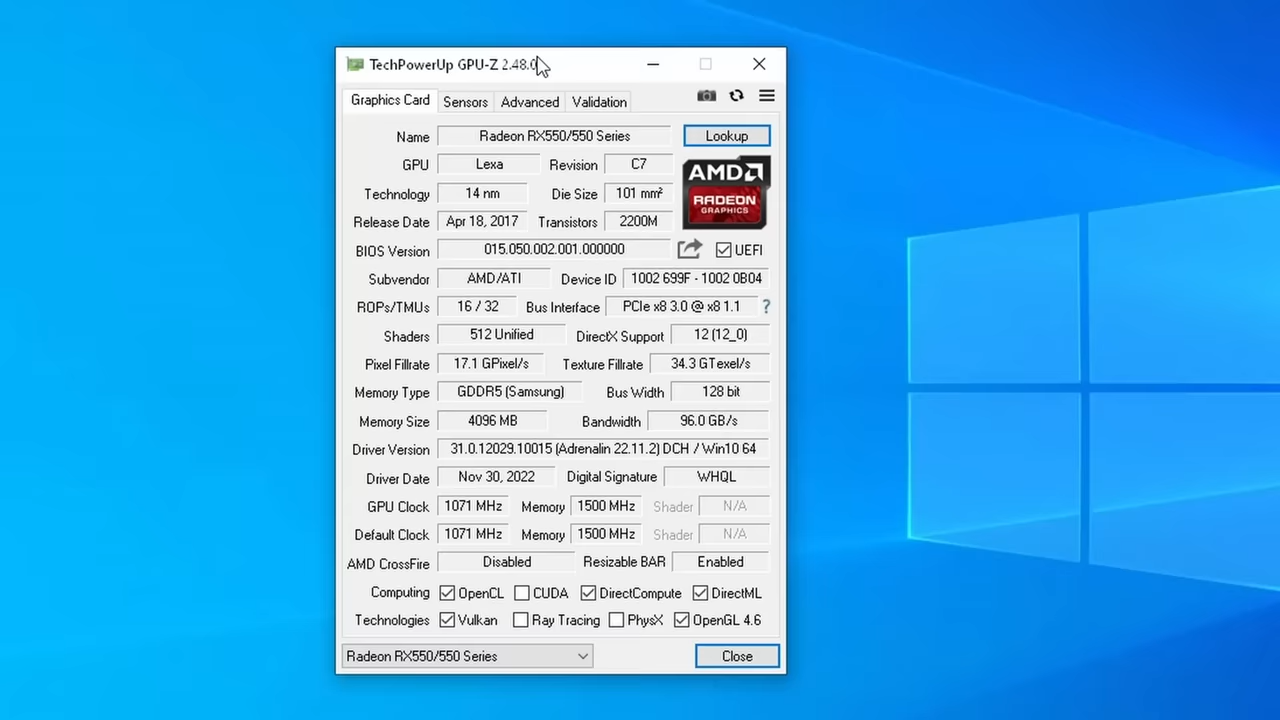 TechPowerUp GPU-Z 2.48.0
Graphics Card Sensors Advanced Validation
Name Radeon RX550/550 Series Lookup
GPU Lexa Revision C7
AMD
RADEON
GRAPHICS
Technology 14 nm Die Size 101 mm²
Release Date Apr 18, 2017 Transistors 2200M
BIOS Version 015.050.002.001.000000 UEFI
Subvendor AMD/ATI Device ID 1002 699F - 1002 0B04
ROPs/TMUs 16 / 32 Bus Interface PCIe x8 3.0 @ x8 1.1 ?
Shaders 512 Unified DirectX Support 12 (12_0)
Pixel Fillrate 17.1 GPixel/s Texture Fillrate 34.3 GTexel/s
Memory Type GDDR5 (Samsung) Bus Width 128 bit
Memory Size 4096 MB Bandwidth 96.0 GB/s
Driver Version 31.0.12029.10015 (Adrenalin 22.11.2) DCH / Win10 64
Driver Date Nov 30, 2022 Digital Signature WHQL
GPU Clock 1071 MHz Memory 1500 MHz Shader N/A
Default Clock 1071 MHz Memory 1500 MHz Shader N/A
AMD CrossFire Disabled Resizable BAR Enabled
Computing OpenCL CUDA DirectCompute DirectML
Technologies Vulkan Ray Tracing PhysX OpenGL 4.6
Radeon RX550/550 Series Close